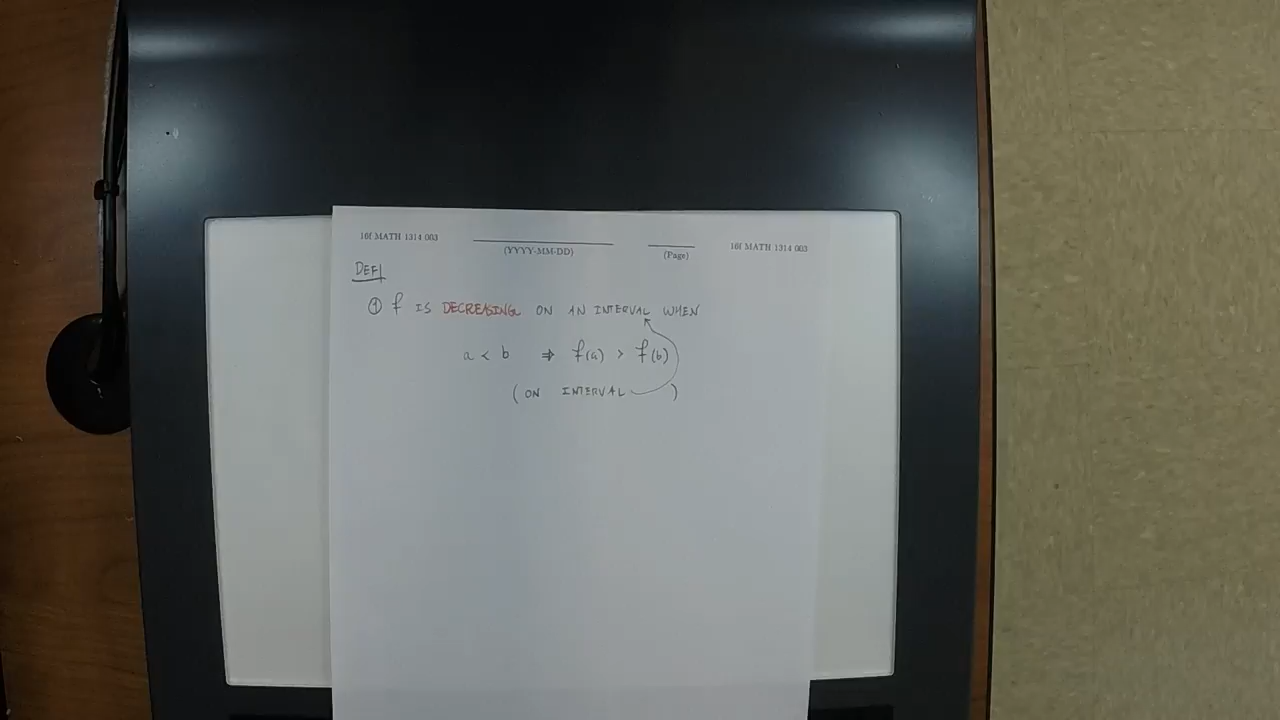 16f MATH 1314 003 (YYYY-MM-DD) (Page) 16f MATH 1314 003
DEF
① f IS DECREASING ON AN INTERVAL WHEN
a < b ⇒ f(a) > f(b)
( ON INTERVAL )